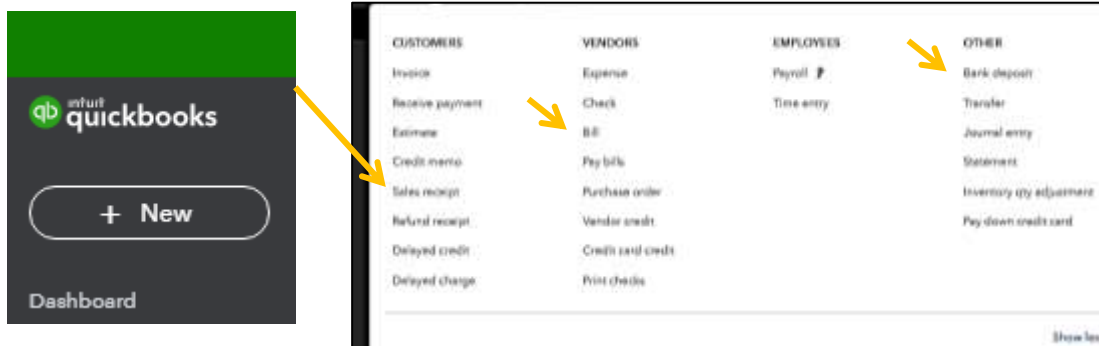 intuit
quickbooks
+ New
Dashboard
CUSTOMERS
Invoice
Receive payment
Estimate
Credit memo
Sales receipt
Refund receipt
Delayed credit
Delayed charge
VENDORS
Expense
Check
Bill
Pay bills
Purchase order
Vendor credit
Credit card credit
Print checks
EMPLOYEES
Payroll
Time entry
OTHER
Bank deposit
Transfer
Journal entry
Statement
Inventory qty adjustment
Pay down credit card
Show